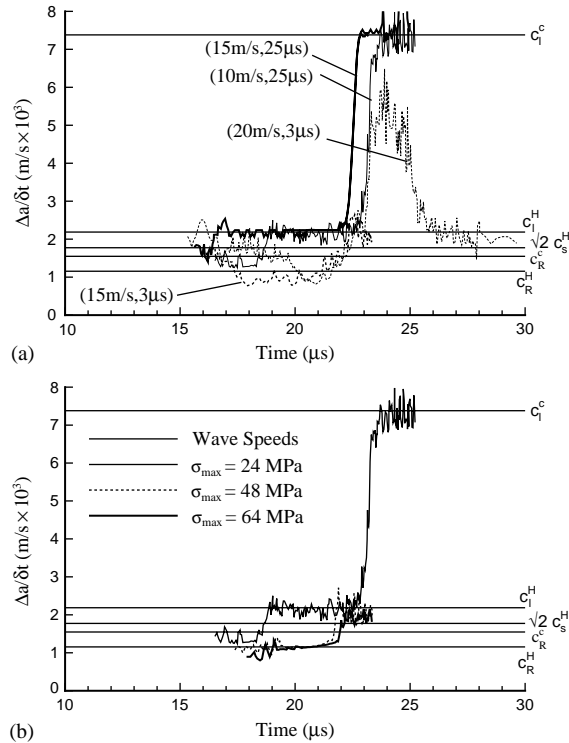 8
7
6
5
4
3
2
1
0
Δa/δt (m/s×10³)
(15m/s,25μs)
(10m/s,25μs)
(20m/s,3μs)
(15m/s,3μs)
c_l^c
c_l^H
√2 c_s^H
c_R^c
c_R^H
10 15 20 25 30
Time (μs)
(a)
8
7
6
5
4
3
2
1
0
Δa/δt (m/s×10³)
Wave Speeds
σmax = 24 MPa
σmax = 48 MPa
σmax = 64 MPa
c_l^c
c_l^H
√2 c_s^H
c_R^c
c_R^H
10 15 20 25 30
Time (μs)
(b)